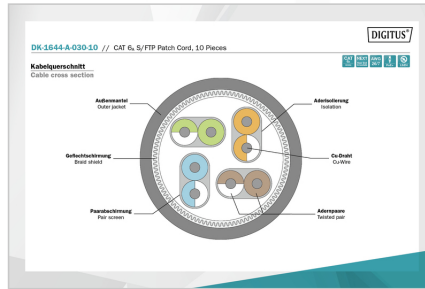 DIGITUS®
DK-1644-A-030-10 // CAT 6A S/FTP Patch Cord, 10 Pieces
Kabelquerschnitt
Cable cross section
Außenmantel
Outer jacket
Aderisolierung
Isolation
Geflechtschirmung
Braid shield
Cu-Draht
Cu-Wire
Paarabschirmung
Pair screen
Adernpaare
Twisted pair